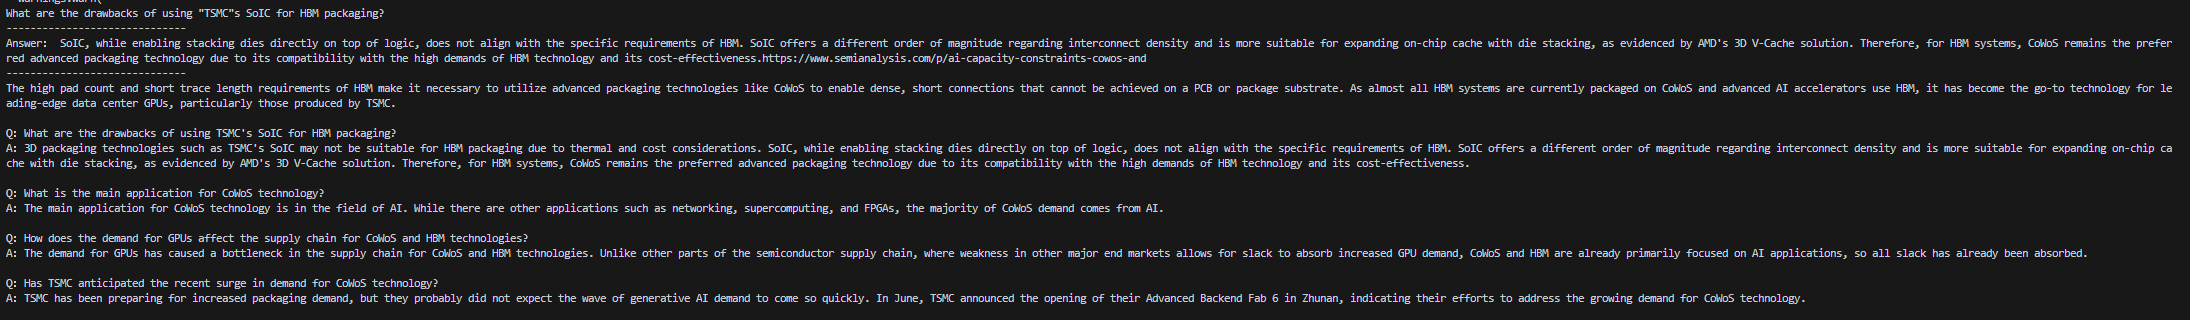 What are the drawbacks of using "TSMC"s SoIC for HBM packaging?
------------------------------
Answer:  SoIC, while enabling stacking dies directly on top of logic, does not align with the specific requirements of HBM. SoIC offers a different order of magnitude regarding interconnect density and is more suitable for expanding on-chip cache with die stacking, as evidenced by AMD's 3D V-Cache solution. Therefore, for HBM systems, CoWoS remains the prefer
red advanced packaging technology due to its compatibility with the high demands of HBM technology and its cost-effectiveness.https://www.semianalysis.com/p/ai-capacity-constraints-cowos-and
------------------------------
The high pad count and short trace length requirements of HBM make it necessary to utilize advanced packaging technologies like CoWoS to enable dense, short connections that cannot be achieved on a PCB or package substrate. As almost all HBM systems are currently packaged on CoWoS and advanced AI accelerators use HBM, it has become the go-to technology for le
ading-edge data center GPUs, particularly those produced by TSMC.
Q: What are the drawbacks of using TSMC's SoIC for HBM packaging?
A: 3D packaging technologies such as TSMC's SoIC may not be suitable for HBM packaging due to thermal and cost considerations. SoIC, while enabling stacking dies directly on top of logic, does not align with the specific requirements of HBM. SoIC offers a different order of magnitude regarding interconnect density and is more suitable for expanding on-chip ca
che with die stacking, as evidenced by AMD's 3D V-Cache solution. Therefore, for HBM systems, CoWoS remains the preferred advanced packaging technology due to its compatibility with the high demands of HBM technology and its cost-effectiveness.
Q: What is the main application for CoWoS technology?
A: The main application for CoWoS technology is in the field of AI. While there are other applications such as networking, supercomputing, and FPGAs, the majority of CoWoS demand comes from AI.
Q: How does the demand for GPUs affect the supply chain for CoWoS and HBM technologies?
A: The demand for GPUs has caused a bottleneck in the supply chain for CoWoS and HBM technologies. Unlike other parts of the semiconductor supply chain, where weakness in other major end markets allows for slack to absorb increased GPU demand, CoWoS and HBM are already primarily focused on AI applications, so all slack has already been absorbed.
Q: Has TSMC anticipated the recent surge in demand for CoWoS technology?
A: TSMC has been preparing for increased packaging demand, but they probably did not expect the wave of generative AI demand to come so quickly. In June, TSMC announced the opening of their Advanced Backend Fab 6 in Zhunan, indicating their efforts to address the growing demand for CoWoS technology.